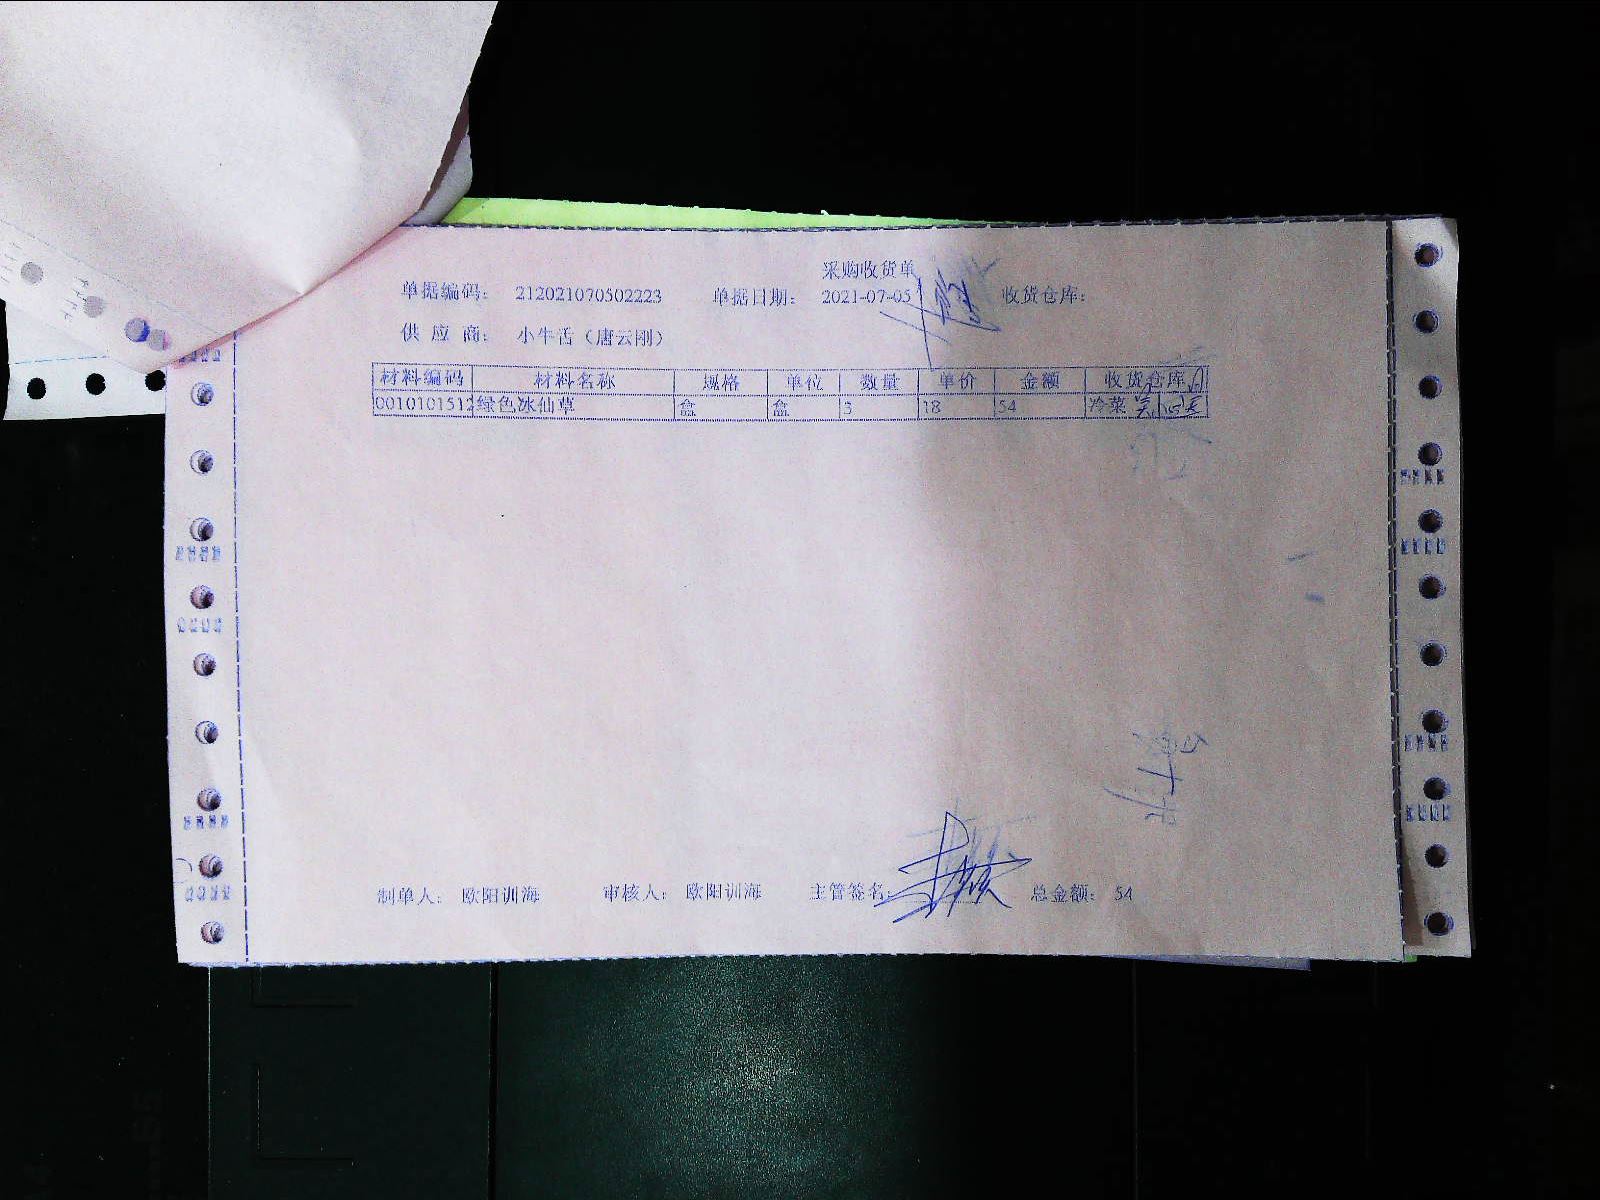 采购收货单
单据编码: 212021070502223 单据日期: 2021-07-05 收货仓库:
供 应 商: 小牛舌（唐云刚）
材料编码 材料名称 规格 单位 数量 单价 金额 收货仓库
0010101512 绿色冰仙草 盒 盒 3 18 54 冷菜
制单人: 欧阳训海 审核人: 欧阳训海 主管签名: 总金额: 54